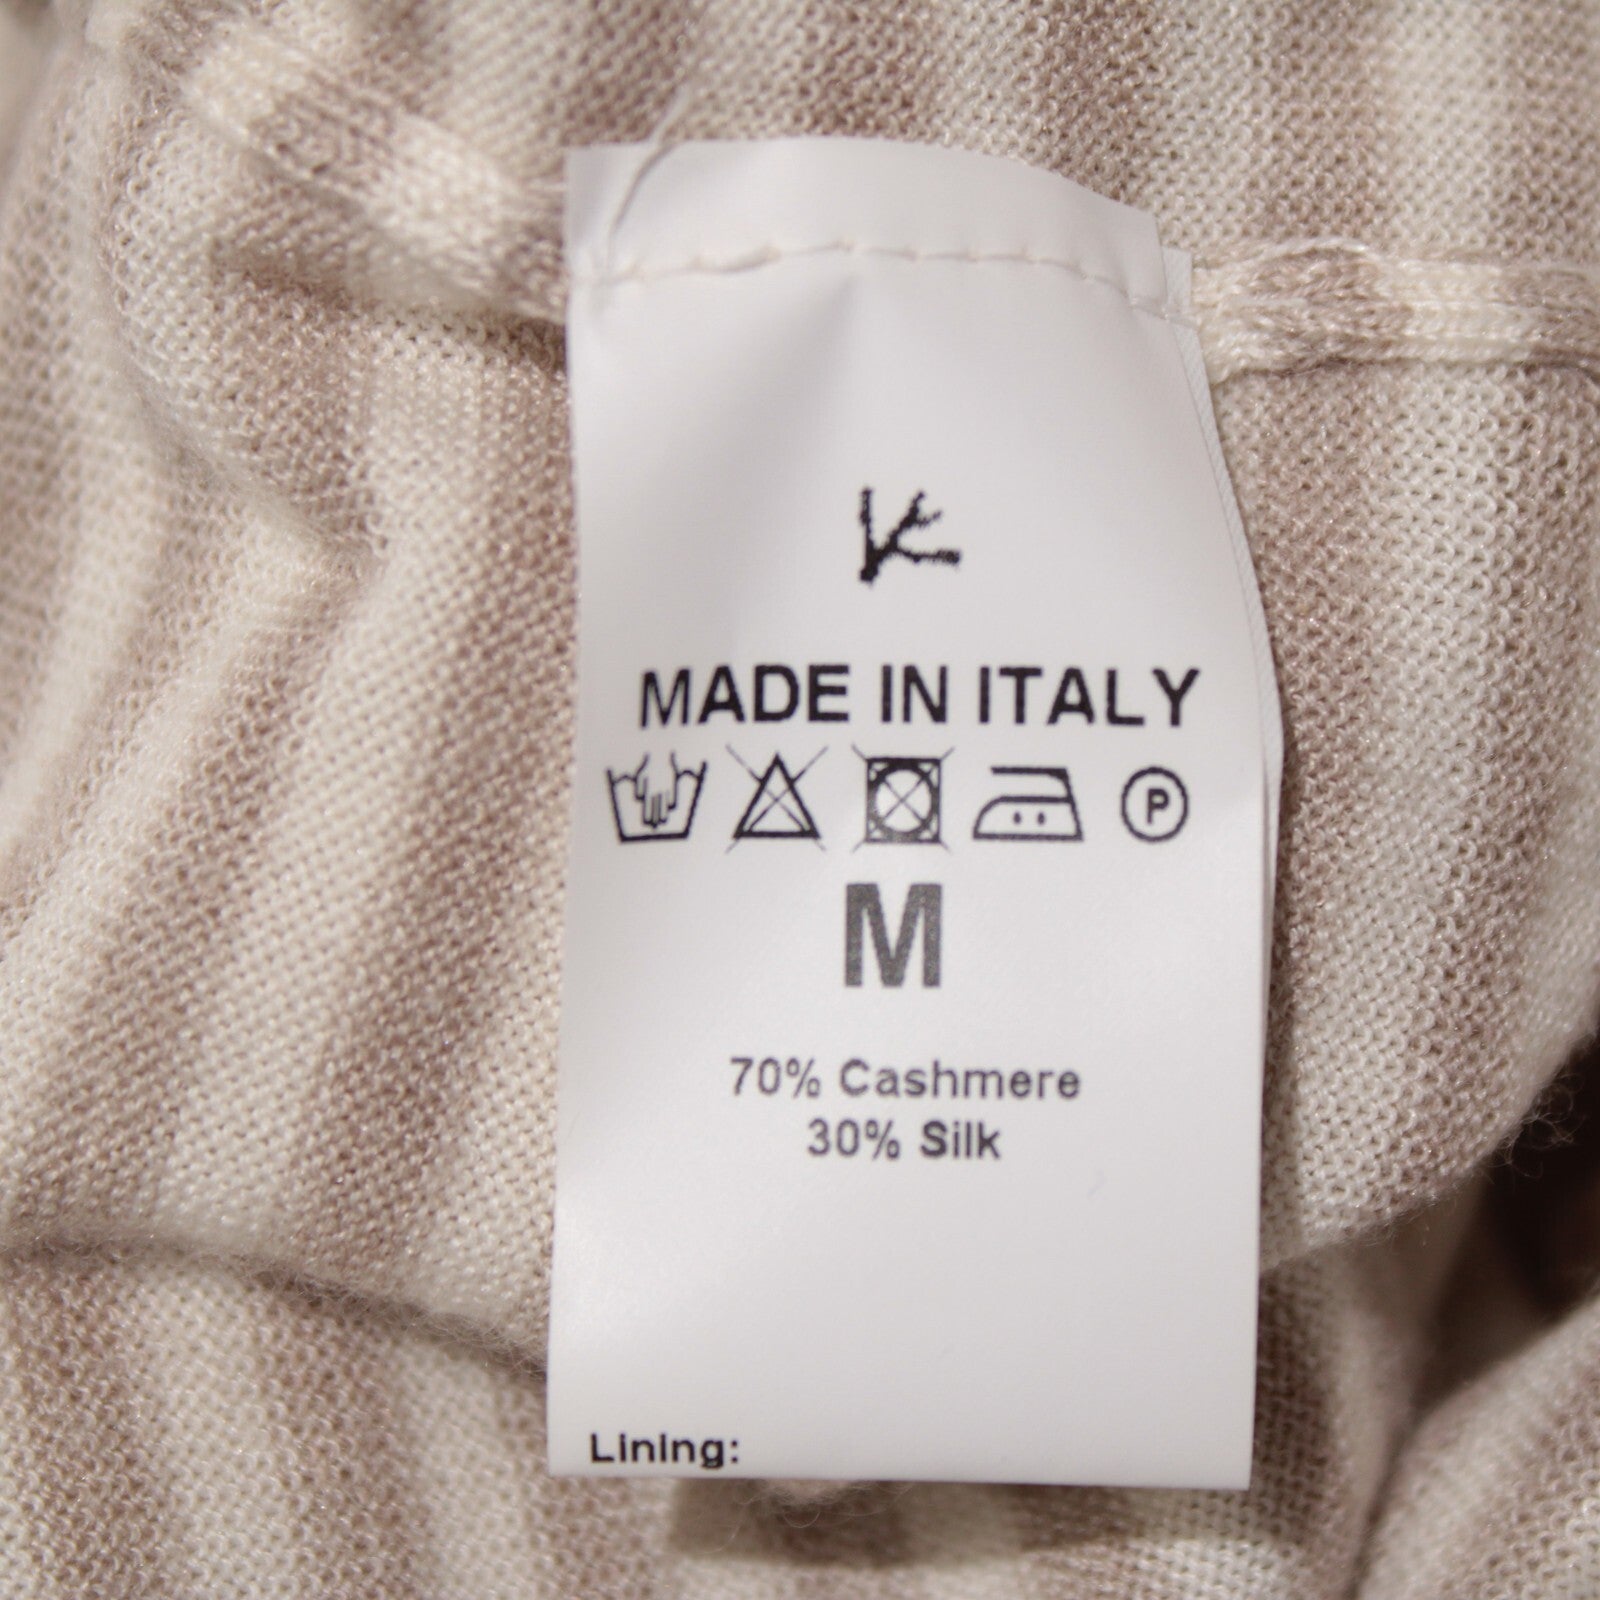 MADE IN ITALY
P
M
70% Cashmere
30% Silk
Lining: